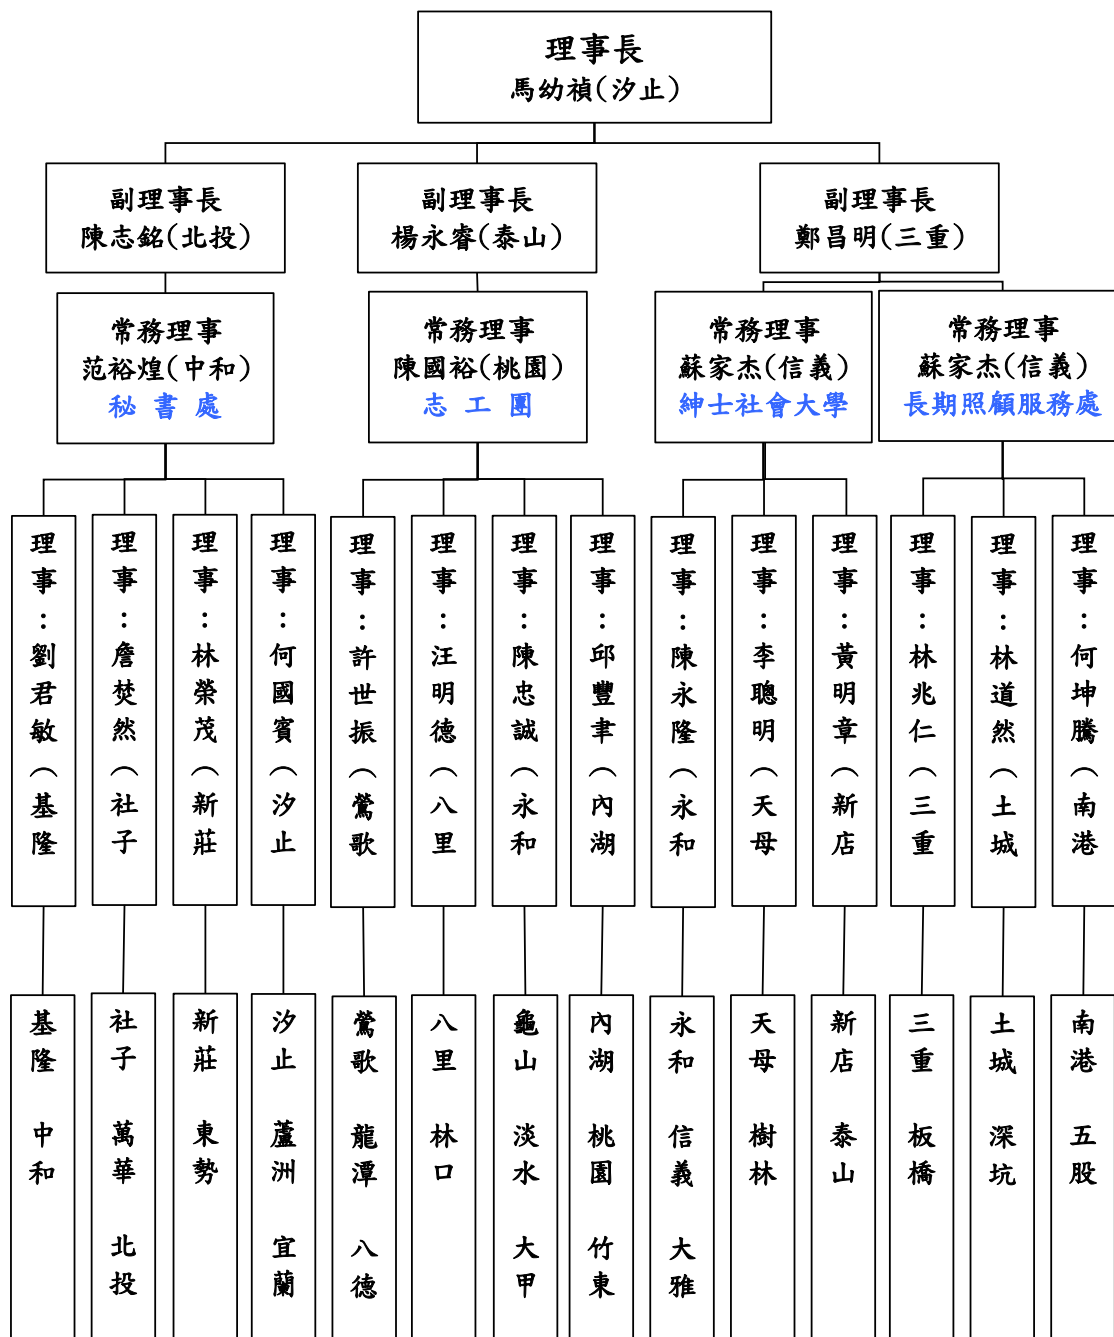 理事長
馬幼禎(汐止)
副理事長
陳志銘(北投)
副理事長
楊永睿(泰山)
副理事長
鄭昌明(三重)
常務理事
范裕煌(中和)
秘書處
常務理事
陳國裕(桃園)
志工團
常務理事
蘇家杰(信義)
紳士社會大學
常務理事
蘇家杰(信義)
長期照顧服務處
理事：劉君敏(基隆
理事：詹焚然(社子
理事：林榮茂(新莊
理事：何國賓(汐止
理事：許世振(鶯歌
理事：汪明德(八里
理事：陳忠誠(永和
理事：邱豐聿(內湖
理事：陳永隆(永和
理事：李聰明(天母
理事：黃明章(新店
理事：林兆仁(三重
理事：林道然(土城
理事：何坤騰(南港
基隆 中和
社子 萬華 北投
新莊 東勢
汐止 蘆洲 宜蘭
鶯歌 龍潭 八德
八里 林口
龜山 淡水 大甲
內湖 桃園 竹東
永和 信義 大雅
天母 樹林
新店 泰山
三重 板橋
土城 深坑
南港 五股